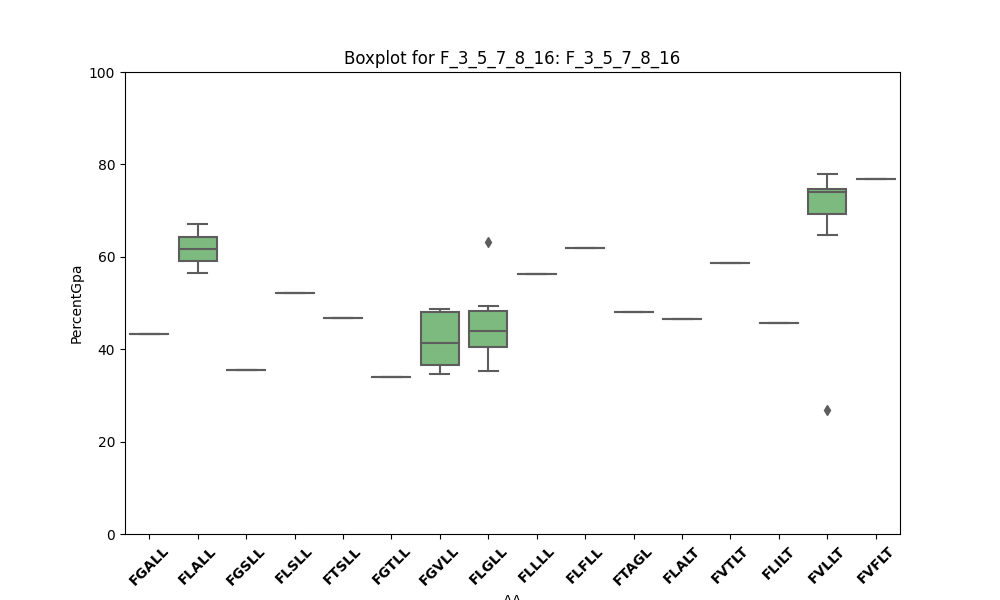 Boxplot for F_3_5_7_8_16: F_3_5_7_8_16
100
80
60
40
20
0
PercentGpa
FGALL
FLALL
FGSLL
FLSLL
FTSLL
FGTLL
FGVLL
FLGLL
FLLLL
FLFLL
FTAGL
FLALT
FVTLT
FLILT
FVLLT
FVFLT
AA